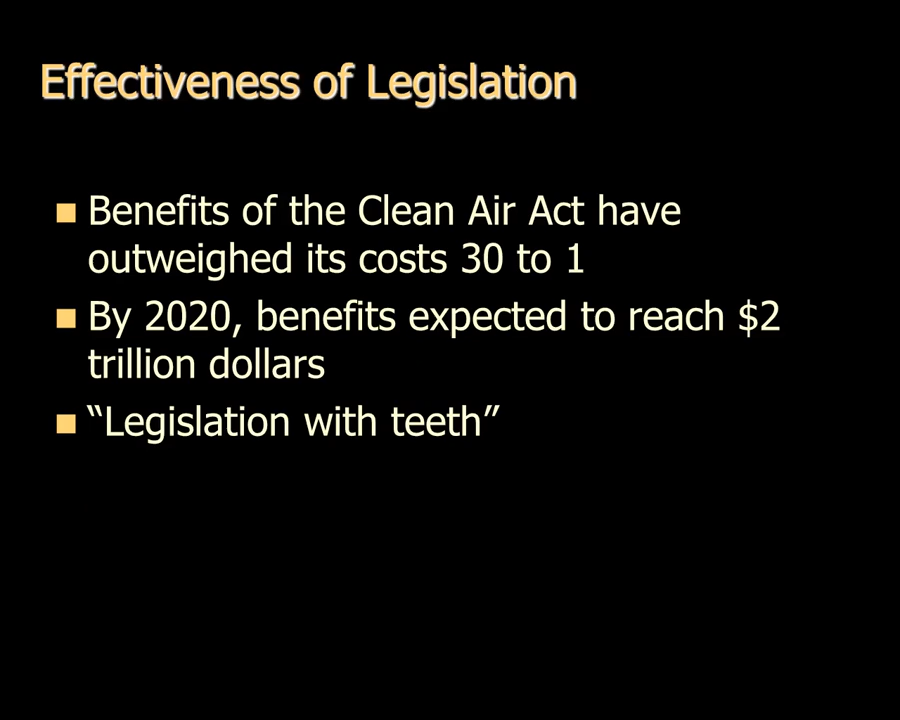 Effectiveness of Legislation
Benefits of the Clean Air Act have
outweighed its costs 30 to 1
By 2020, benefits expected to reach $2
trillion dollars
“Legislation with teeth”